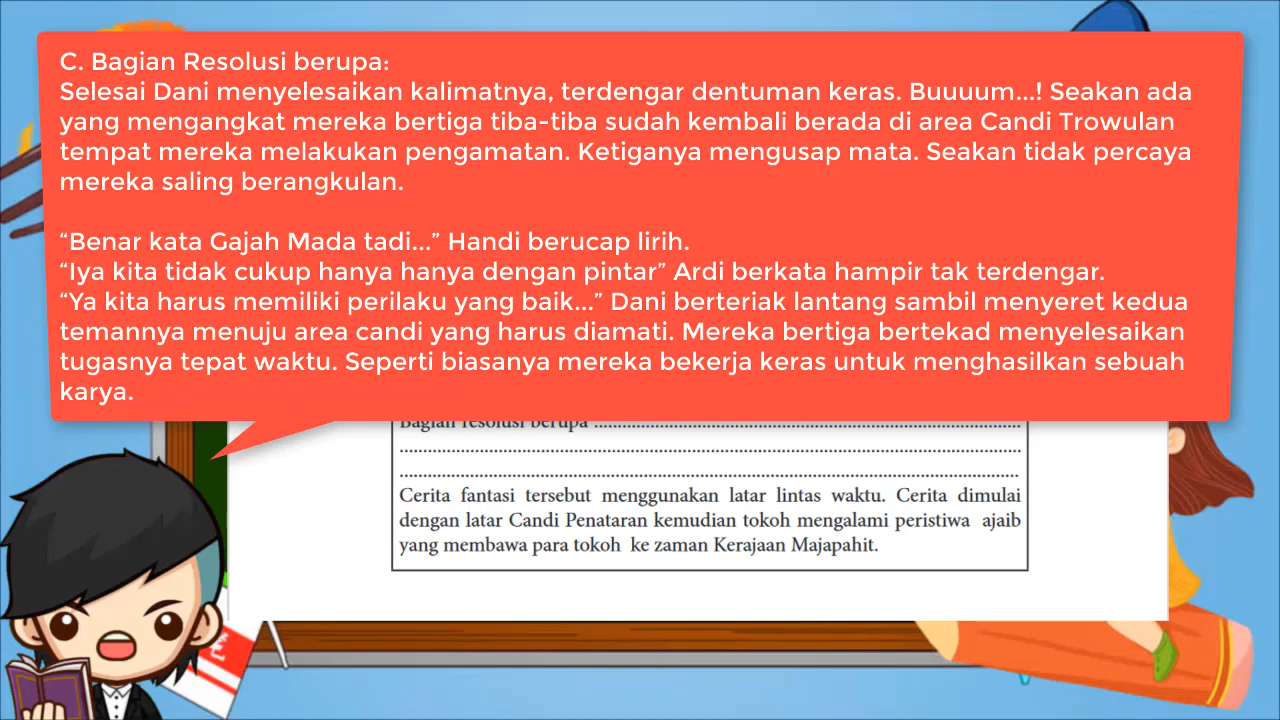 C. Bagian Resolusi berupa:
Selesai Dani menyelesaikan kalimatnya, terdengar dentuman keras. Buuuum...! Seakan ada
yang mengangkat mereka bertiga tiba-tiba sudah kembali berada di area Candi Trowulan
tempat mereka melakukan pengamatan. Ketiganya mengusap mata. Seakan tidak percaya
mereka saling berangkulan.
“Benar kata Gajah Mada tadi...” Handi berucap lirih.
“Iya kita tidak cukup hanya hanya dengan pintar” Ardi berkata hampir tak terdengar.
“Ya kita harus memiliki perilaku yang baik...” Dani berteriak lantang sambil menyeret kedua
temannya menuju area candi yang harus diamati. Mereka bertiga bertekad menyelesaikan
tugasnya tepat waktu. Seperti biasanya mereka bekerja keras untuk menghasilkan sebuah
karya.
Bagian resolusi berupa ......................................................................................
.............................................................................................................................
.............................................................................................................................
Cerita fantasi tersebut menggunakan latar lintas waktu. Cerita dimulai
dengan latar Candi Penataran kemudian tokoh mengalami peristiwa ajaib
yang membawa para tokoh ke zaman Kerajaan Majapahit.